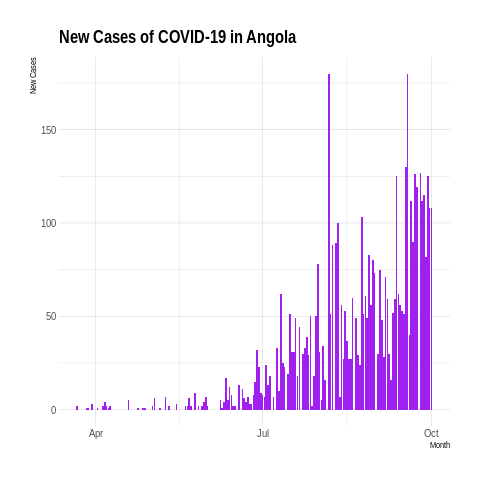 New Cases of COVID-19 in Angola
New Cases
150
100
50
0
Apr
Jul
Oct
Month